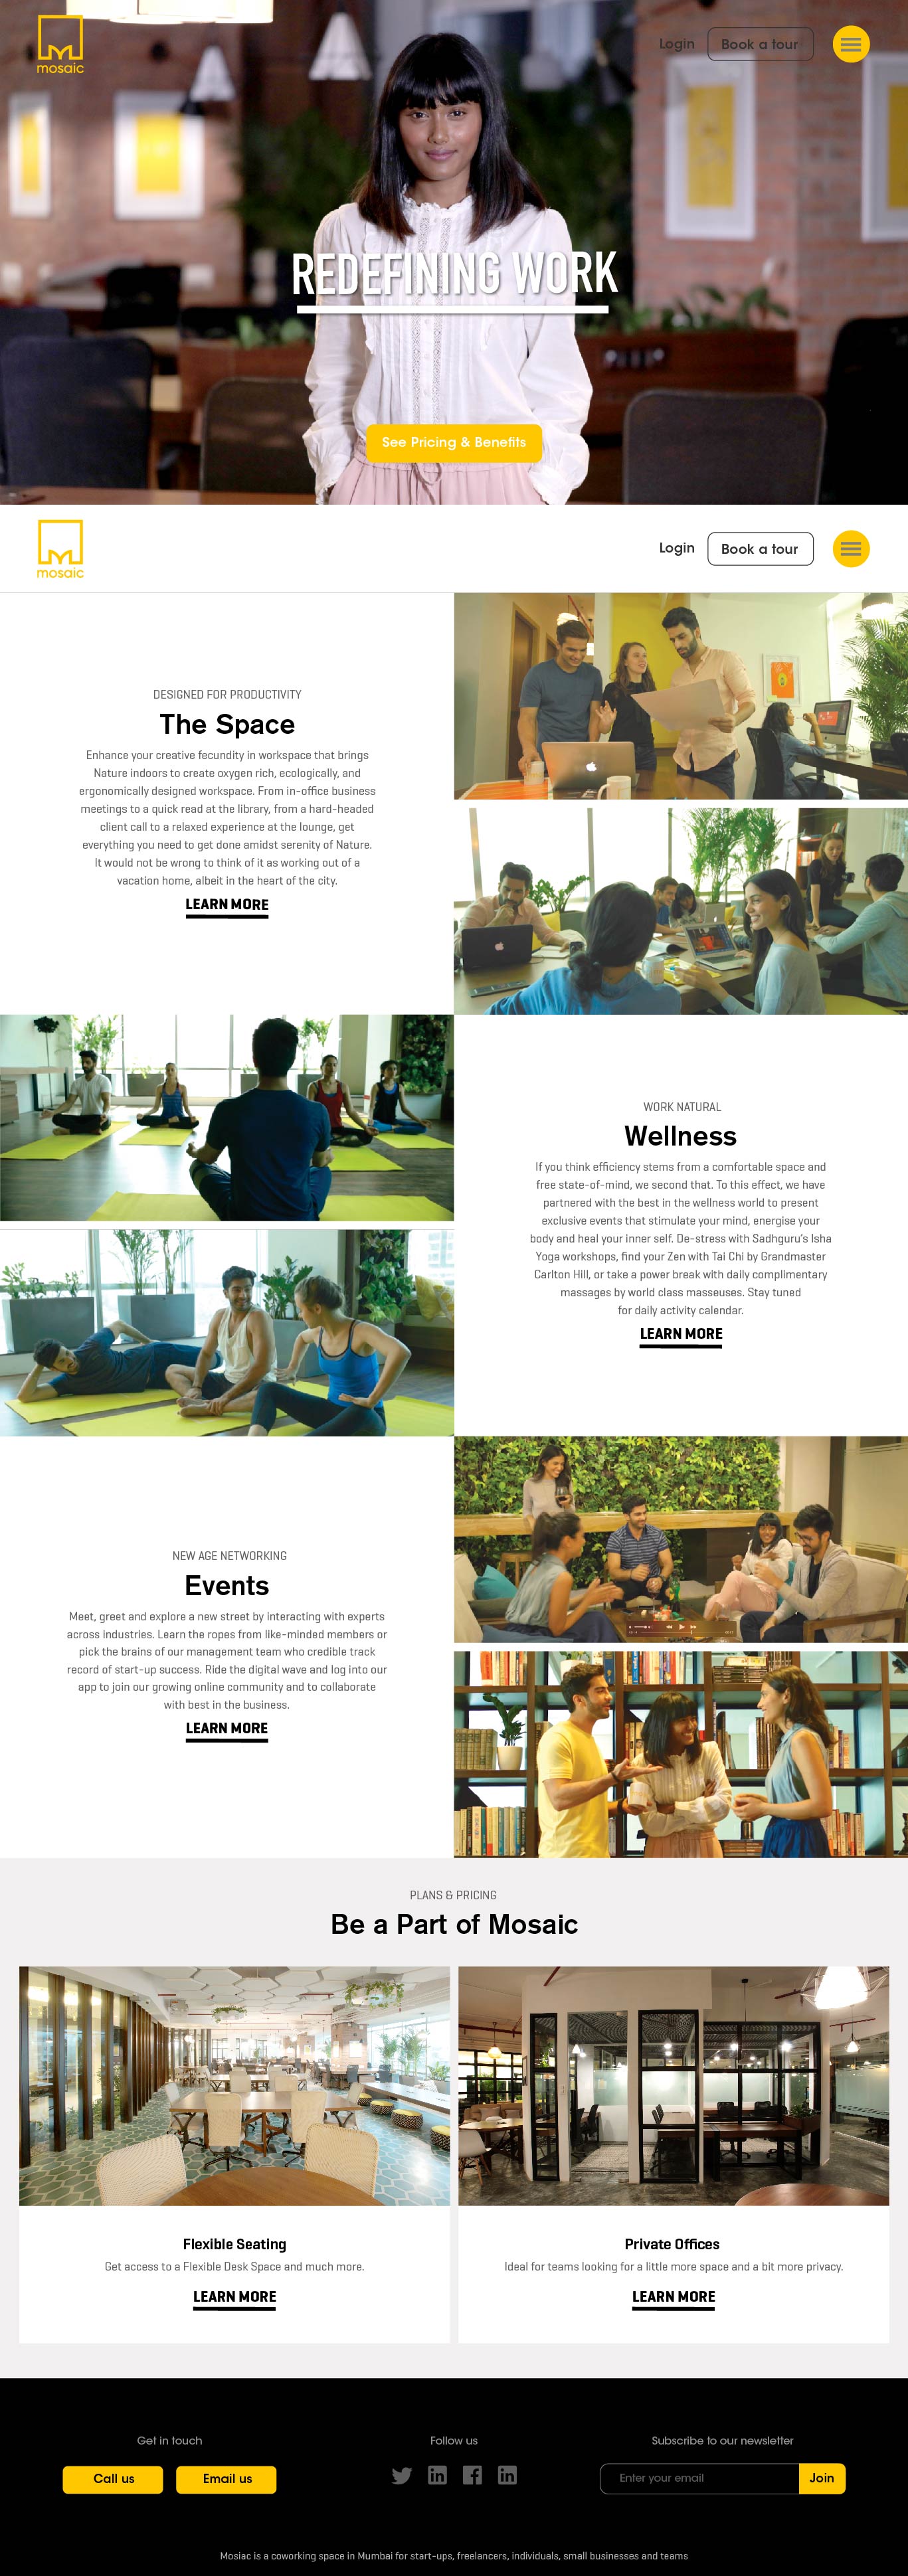 mosaic
Login
Book a tour
REDEFINING WORK
See Pricing & Benefits
mosaic
Login
Book a tour
DESIGNED FOR PRODUCTIVITY
The Space
Enhance your creative fecundity in workspace that brings
Nature indoors to create oxygen rich, ecologically, and
ergonomically designed workspace. From in-office business
meetings to a quick read at the library, from a hard-headed
client call to a relaxed experience at the lounge, get
everything you need to get done amidst serenity of Nature.
It would not be wrong to think of it as working out of a
vacation home, albeit in the heart of the city.
LEARN MORE
WORK NATURAL
Wellness
If you think efficiency stems from a comfortable space and
free state-of-mind, we second that. To this effect, we have
partnered with the best in the wellness world to present
exclusive events that stimulate your mind, energise your
body and heal your inner self. De-stress with Sadhguru's Isha
Yoga workshops, find your Zen with Tai Chi by Grandmaster
Carlton Hill, or take a power break with daily complimentary
massages by world class masseuses. Stay tuned
for daily activity calendar.
LEARN MORE
NEW AGE NETWORKING
Events
Meet, greet and explore a new street by interacting with experts
across industries. Learn the ropes from like-minded members or
pick the brains of our management team who credible track
record of start-up success. Ride the digital wave and log into our
app to join our growing online community and to collaborate
with best in the business.
LEARN MORE
PLANS & PRICING
Be a Part of Mosaic
Flexible Seating
Get access to a Flexible Desk Space and much more.
LEARN MORE
Private Offices
Ideal for teams looking for a little more space and a bit more privacy.
LEARN MORE
Get in touch
Call us
Email us
Follow us
Subscribe to our newsletter
Enter your email
Join
Mosiac is a coworking space in Mumbai for start-ups, freelancers, individuals, small businesses and teams